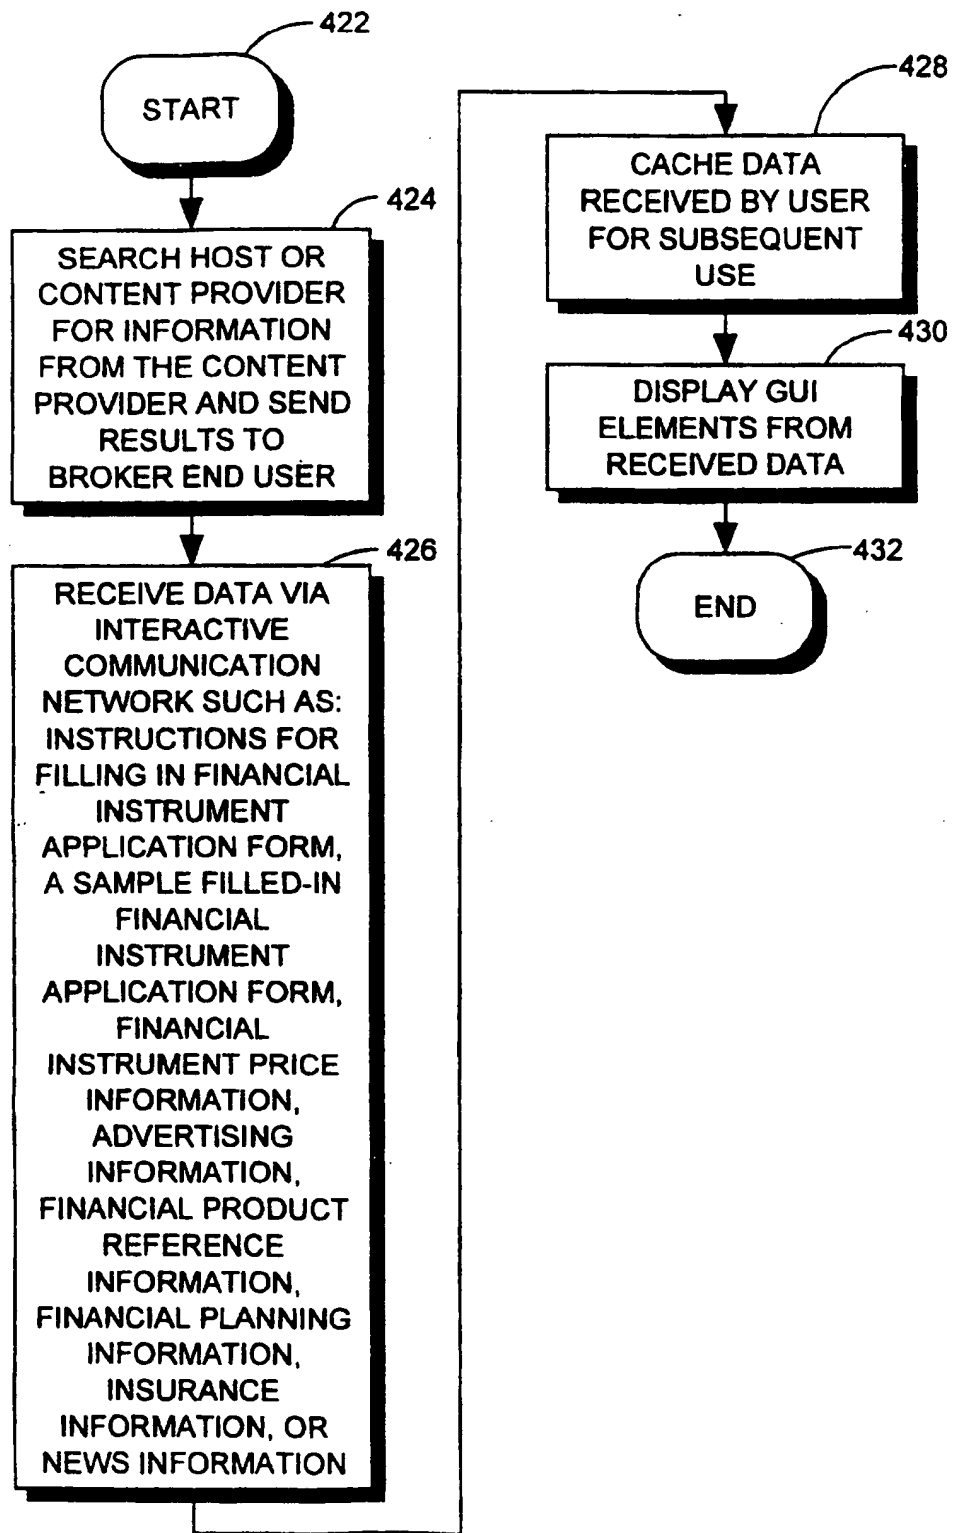 422
START
424
SEARCH HOST OR
CONTENT PROVIDER
FOR INFORMATION
FROM THE CONTENT
PROVIDER AND SEND
RESULTS TO
BROKER END USER
426
RECEIVE DATA VIA
INTERACTIVE
COMMUNICATION
NETWORK SUCH AS:
INSTRUCTIONS FOR
FILLING IN FINANCIAL
INSTRUMENT
APPLICATION FORM,
A SAMPLE FILLED-IN
FINANCIAL
INSTRUMENT
APPLICATION FORM,
FINANCIAL
INSTRUMENT PRICE
INFORMATION,
ADVERTISING
INFORMATION,
FINANCIAL PRODUCT
REFERENCE
INFORMATION,
FINANCIAL PLANNING
INFORMATION,
INSURANCE
INFORMATION, OR
NEWS INFORMATION
428
CACHE DATA
RECEIVED BY USER
FOR SUBSEQUENT
USE
430
DISPLAY GUI
ELEMENTS FROM
RECEIVED DATA
432
END